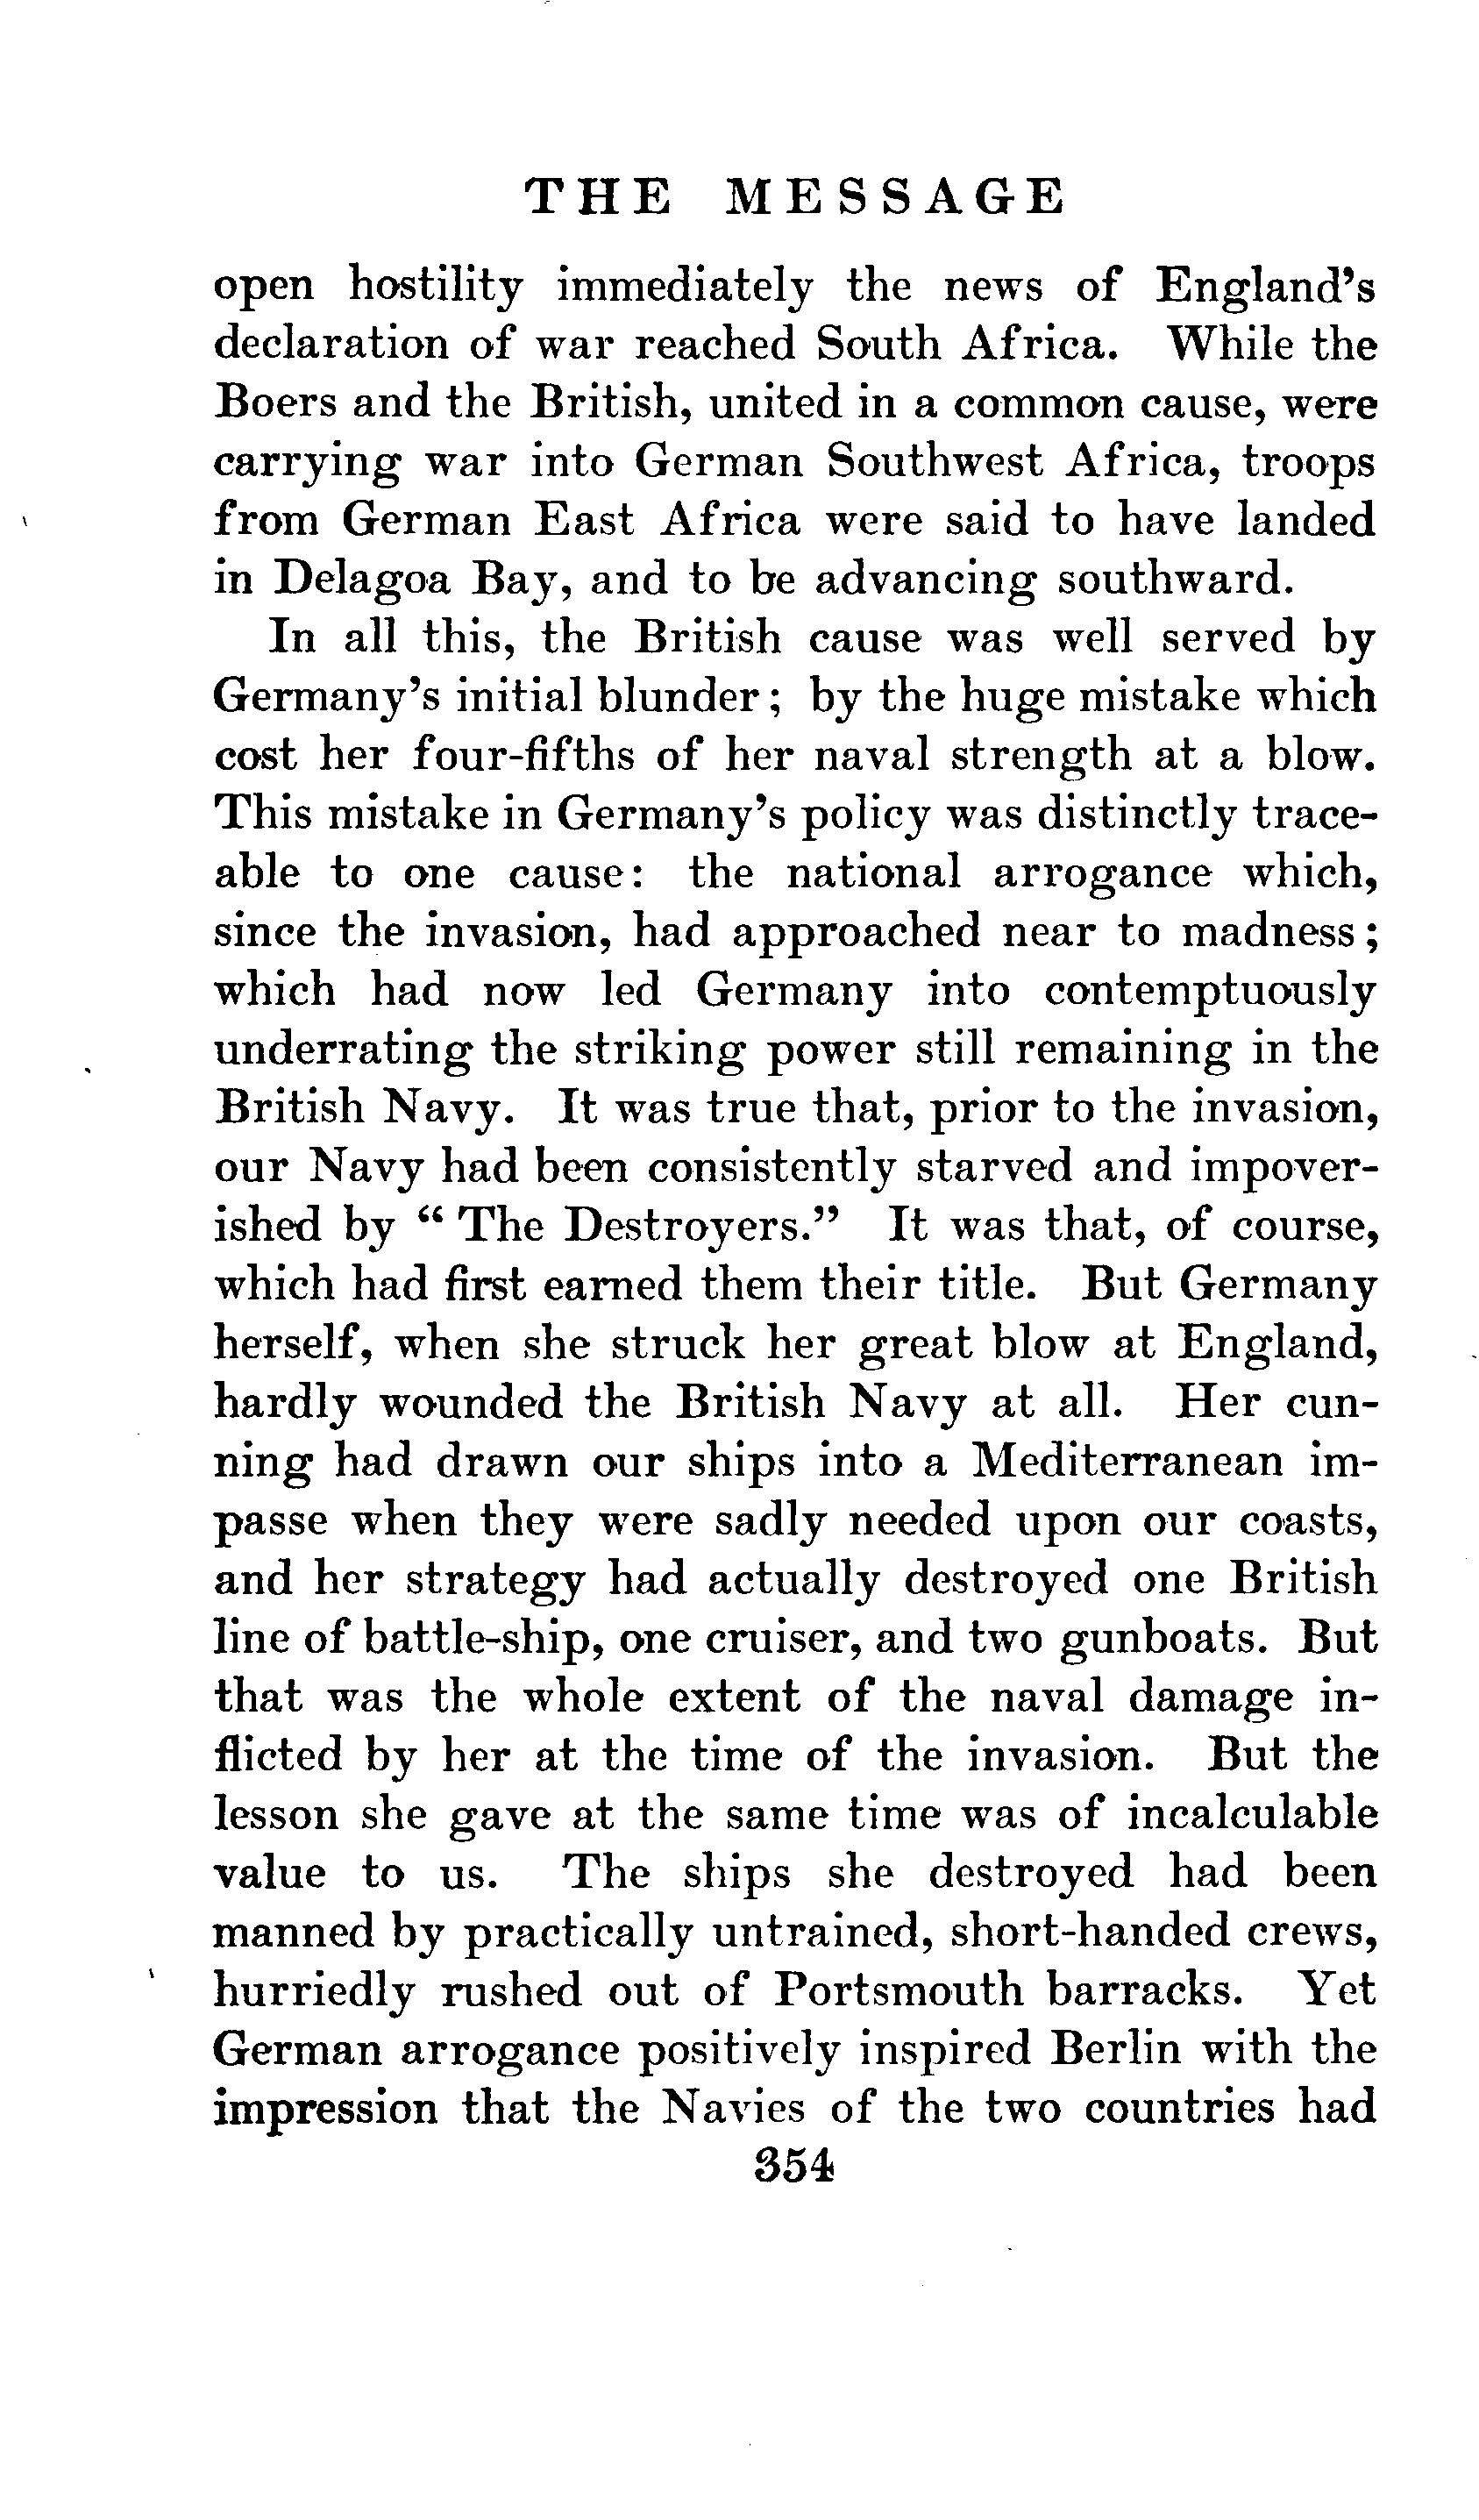 THE MESSAGE
open hostility immediately the news of England's
declaration of war reached South Africa. While the
Boers and the British, united in a common cause, were
carrying war into German Southwest Africa, troops
from German East Africa were said to have landed
in Delagoa Bay, and to be advancing southward.
In all this, the British cause was well served by
Germany's initial blunder; by the huge mistake which
cost her four-fifths of her naval strength at a blow.
This mistake in Germany's policy was distinctly trace-
able to one cause: the national arrogance which,
since the invasion, had approached near to madness;
which had now led Germany into contemptuously
underrating the striking power still remaining in the
British Navy. It was true that, prior to the invasion,
our Navy had been consistently starved and impover-
ished by “ The Destroyers.” It was that, of course,
which had first earned them their title. But Germany
herself, when she struck her great blow at England,
hardly wounded the British Navy at all. Her cun-
ning had drawn our ships into a Mediterranean im-
passe when they were sadly needed upon our coasts,
and her strategy had actually destroyed one British
line of battle-ship, one cruiser, and two gunboats. But
that was the whole extent of the naval damage in-
flicted by her at the time of the invasion. But the
lesson she gave at the same time was of incalculable
value to us. The ships she destroyed had been
manned by practically untrained, short-handed crews,
hurriedly rushed out of Portsmouth barracks. Yet
German arrogance positively inspired Berlin with the
impression that the Navies of the two countries had
354